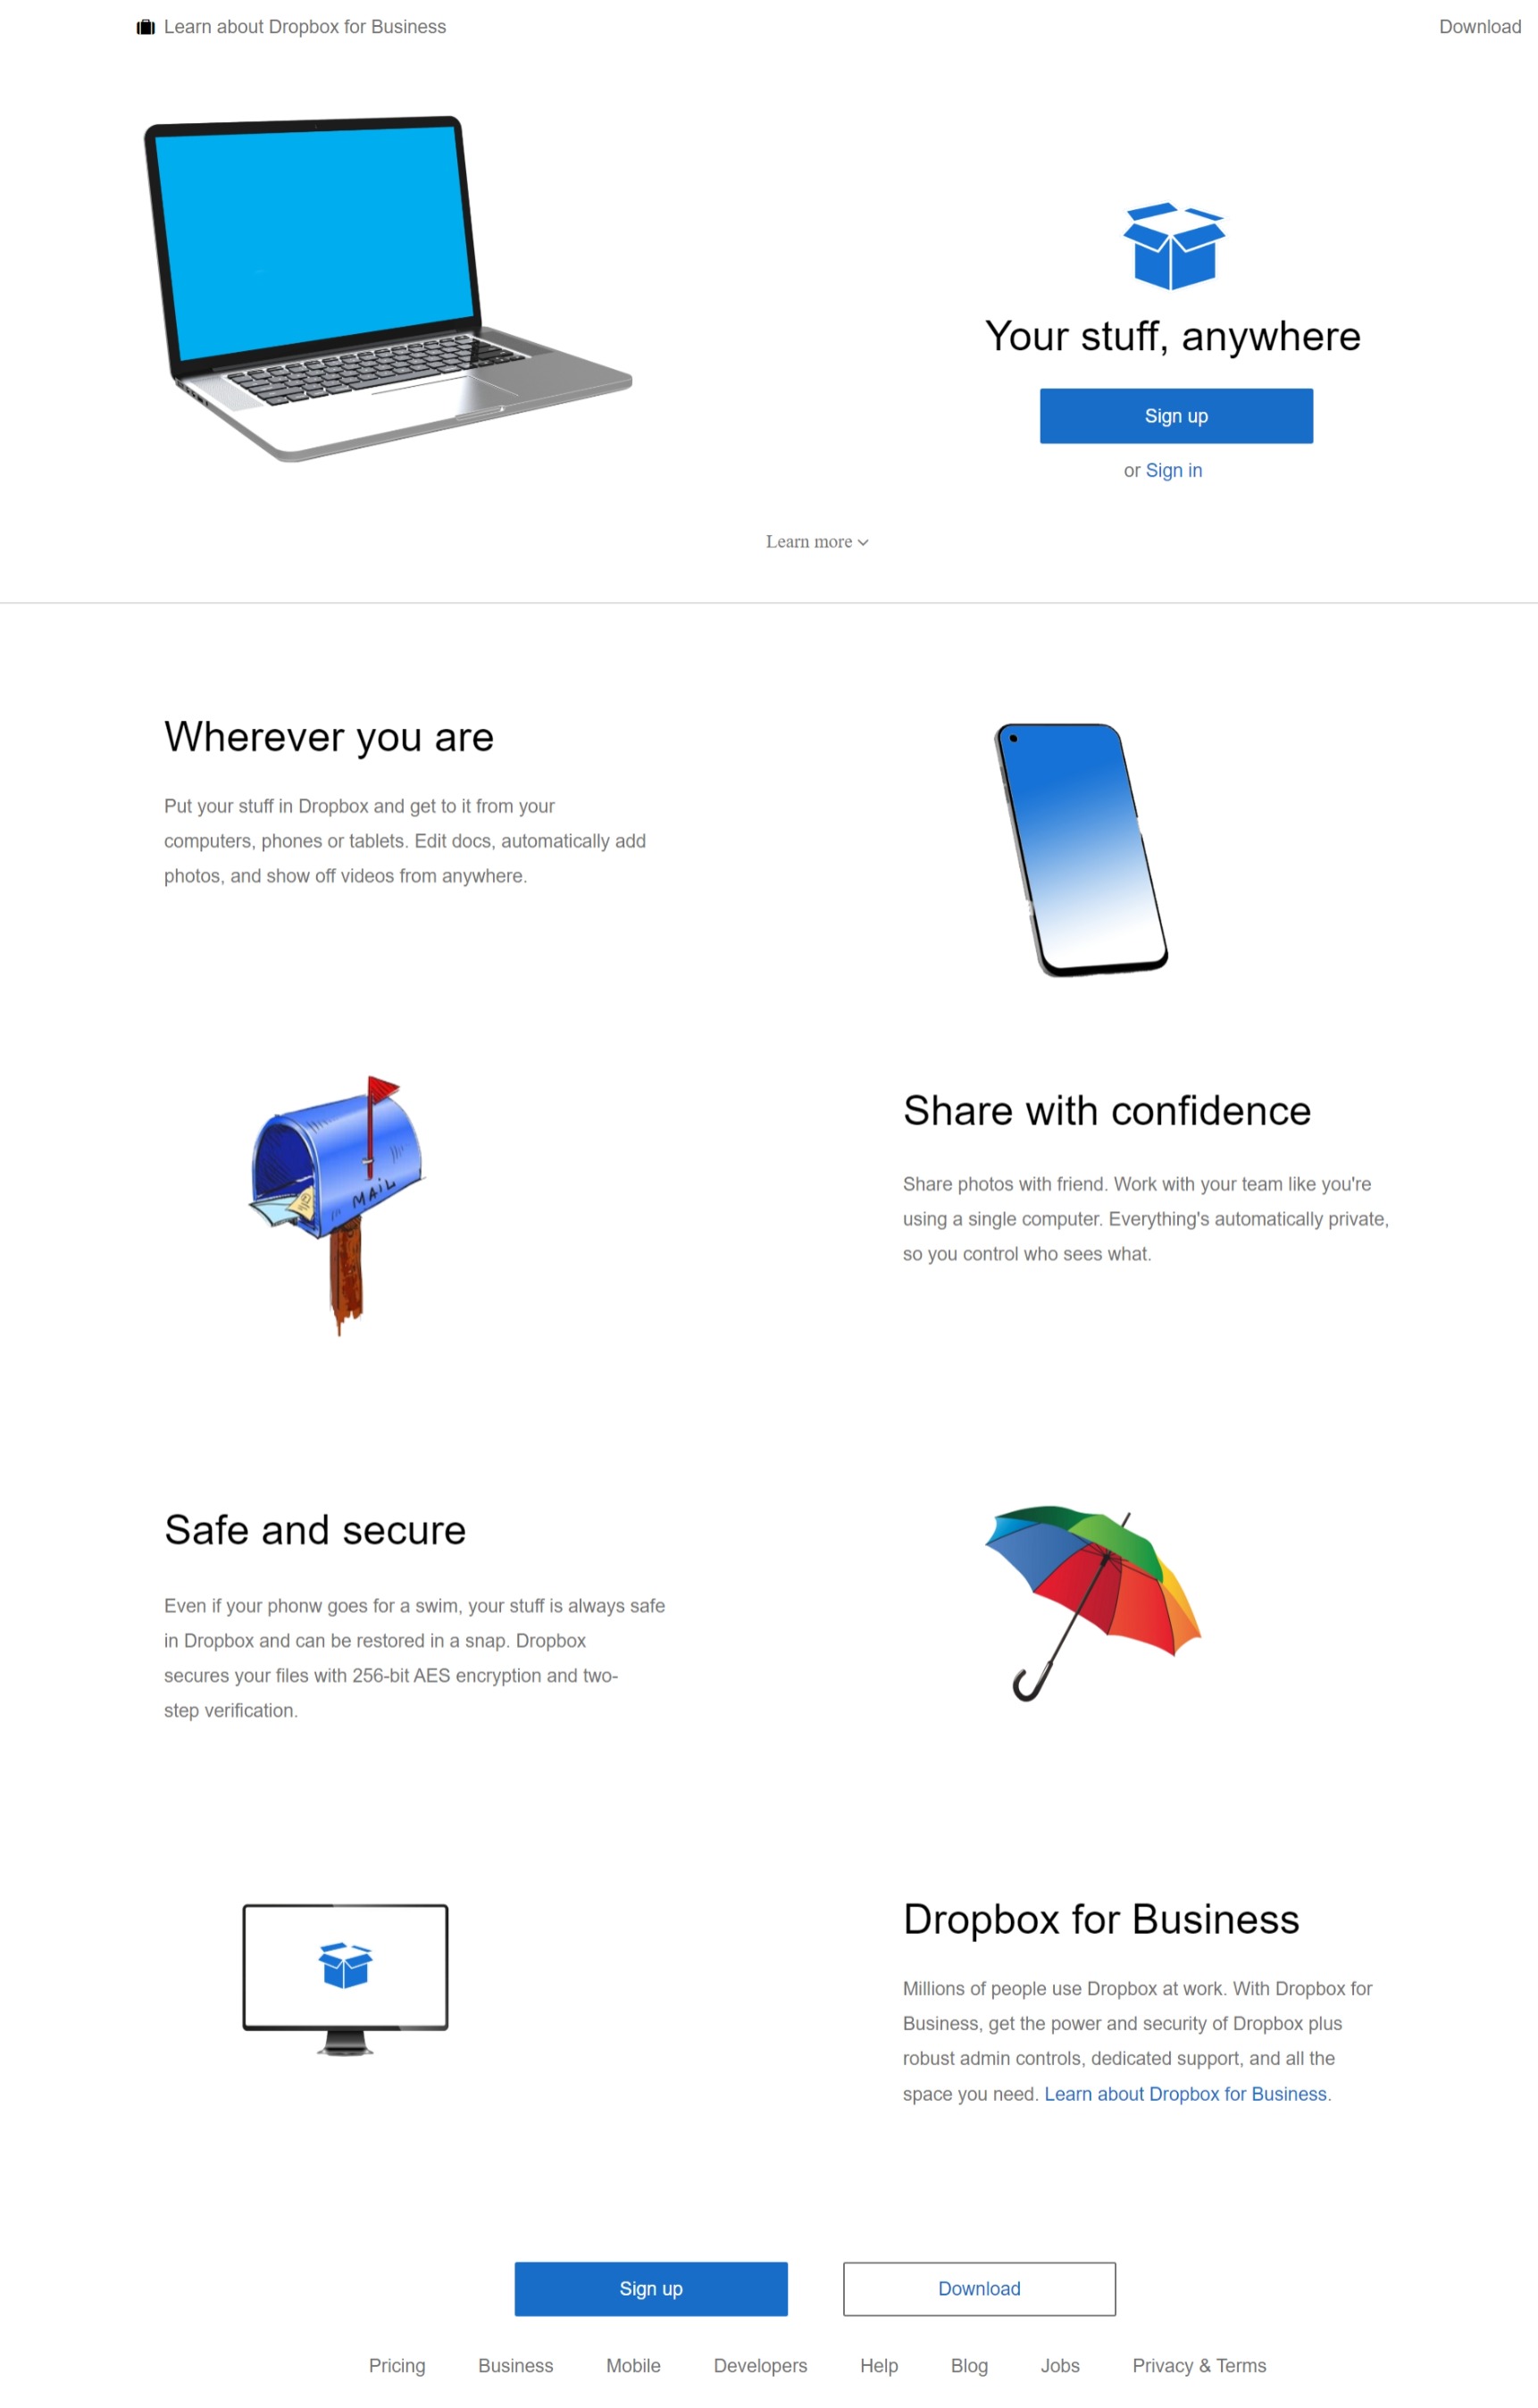 Learn about Dropbox for Business
Download
Your stuff, anywhere
Sign up
or Sign in
Learn more
Wherever you are
Put your stuff in Dropbox and get to it from your
computers, phones or tablets. Edit docs, automatically add
photos, and show off videos from anywhere.
MAIL
Share with confidence
Share photos with friend. Work with your team like you're
using a single computer. Everything's automatically private,
so you control who sees what.
Safe and secure
Even if your phonw goes for a swim, your stuff is always safe
in Dropbox and can be restored in a snap. Dropbox
secures your files with 256-bit AES encryption and two-
step verification.
Dropbox for Business
Millions of people use Dropbox at work. With Dropbox for
Business, get the power and security of Dropbox plus
robust admin controls, dedicated support, and all the
space you need. Learn about Dropbox for Business.
Sign up
Download
Pricing Business Mobile Developers Help Blog Jobs Privacy & Terms